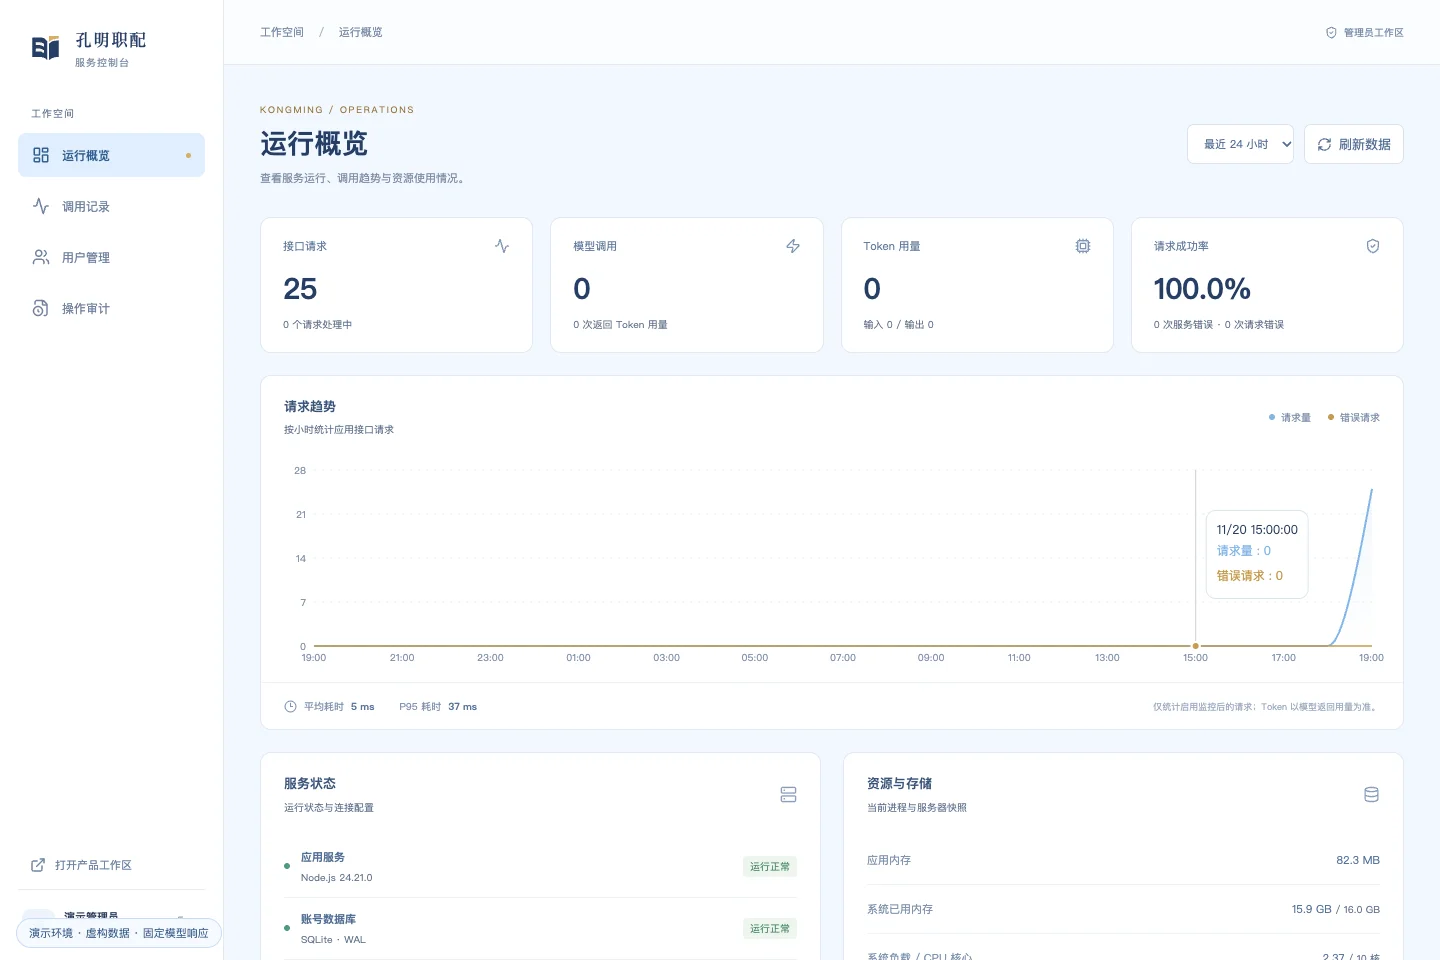 孔明职配
服务控制台
工作空间
运行概览
调用记录
用户管理
操作审计
打开产品工作区
演示管理员
演示环境 · 虚构数据 · 固定模型响应
工作空间 / 运行概览
管理员工作区
KONGMING / OPERATIONS
运行概览
查看服务运行、调用趋势与资源使用情况。
最近 24 小时
刷新数据
接口请求
25
0 个请求处理中
模型调用
0
0 次返回 Token 用量
Token 用量
0
输入 0 / 输出 0
请求成功率
100.0%
0 次服务错误 · 0 次请求错误
请求趋势
按小时统计应用接口请求
请求量
错误请求
28
21
14
7
0
11/20 15:00:00
请求量 : 0
错误请求 : 0
19:00 21:00 23:00 01:00 03:00 05:00 07:00 09:00 11:00 13:00 15:00 17:00 19:00
平均耗时 5 ms P95 耗时 37 ms
仅统计启用监控后的请求；Token 以模型返回用量为准。
服务状态
运行状态与连接配置
应用服务
Node.js 24.21.0
运行正常
账号数据库
SQLite · WAL
运行正常
资源与存储
当前进程与服务器快照
应用内存 82.3 MB
系统已用内存 15.9 GB / 16.0 GB
系统负载 / CPU 核心 2.37 / 10 核